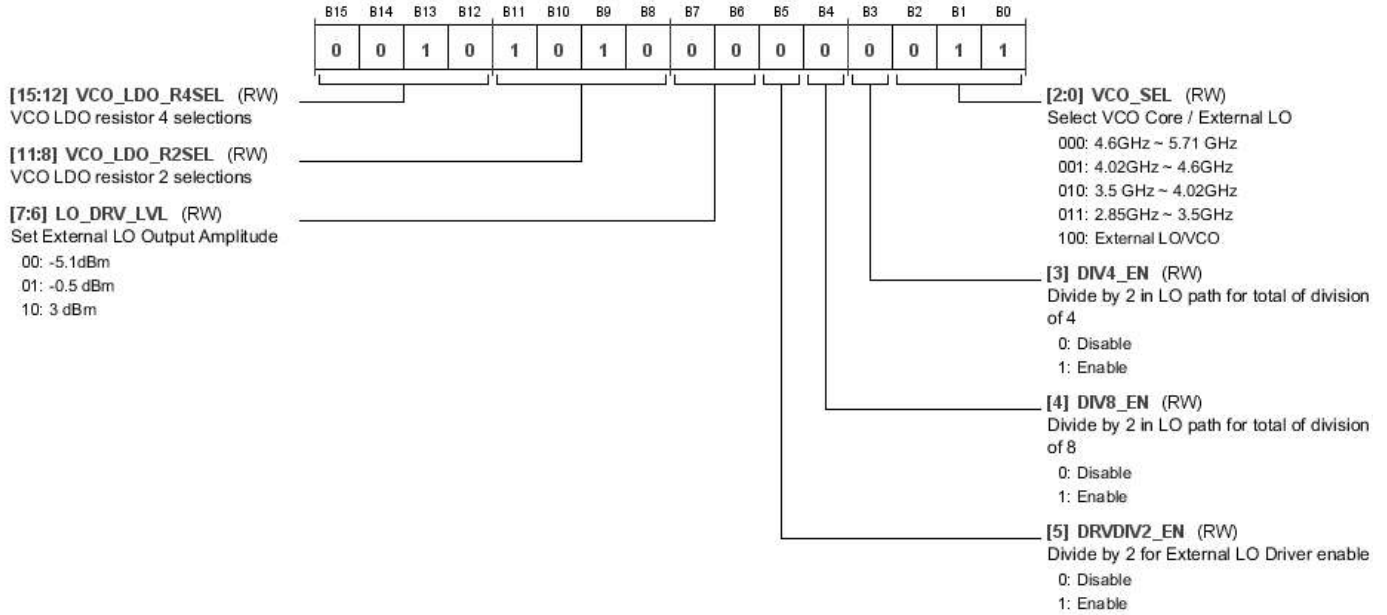 B15 B14 B13 B12 B11 B10 B9 B8 B7 B6 B5 B4 B3 B2 B1 B0
0 0 1 0 1 0 1 0 0 0 0 0 0 0 1 1
[15:12] VCO_LDO_R4SEL (RW)
VCO LDO resistor 4 selections
[11:8] VCO_LDO_R2SEL (RW)
VCO LDO resistor 2 selections
[7:6] LO_DRV_LVL (RW)
Set External LO Output Amplitude
00: -5.1dBm
01: -0.5 dBm
10: 3 dBm
[2:0] VCO_SEL (RW)
Select VCO Core / External LO
000: 4.6GHz ~ 5.71 GHz
001: 4.02GHz ~ 4.6GHz
010: 3.5 GHz ~ 4.02GHz
011: 2.85GHz ~ 3.5GHz
100: External LO/VCO
[3] DIV4_EN (RW)
Divide by 2 in LO path for total of division
of 4
0: Disable
1: Enable
[4] DIV8_EN (RW)
Divide by 2 in LO path for total of division
of 8
0: Disable
1: Enable
[5] DRVDIV2_EN (RW)
Divide by 2 for External LO Driver enable
0: Disable
1: Enable